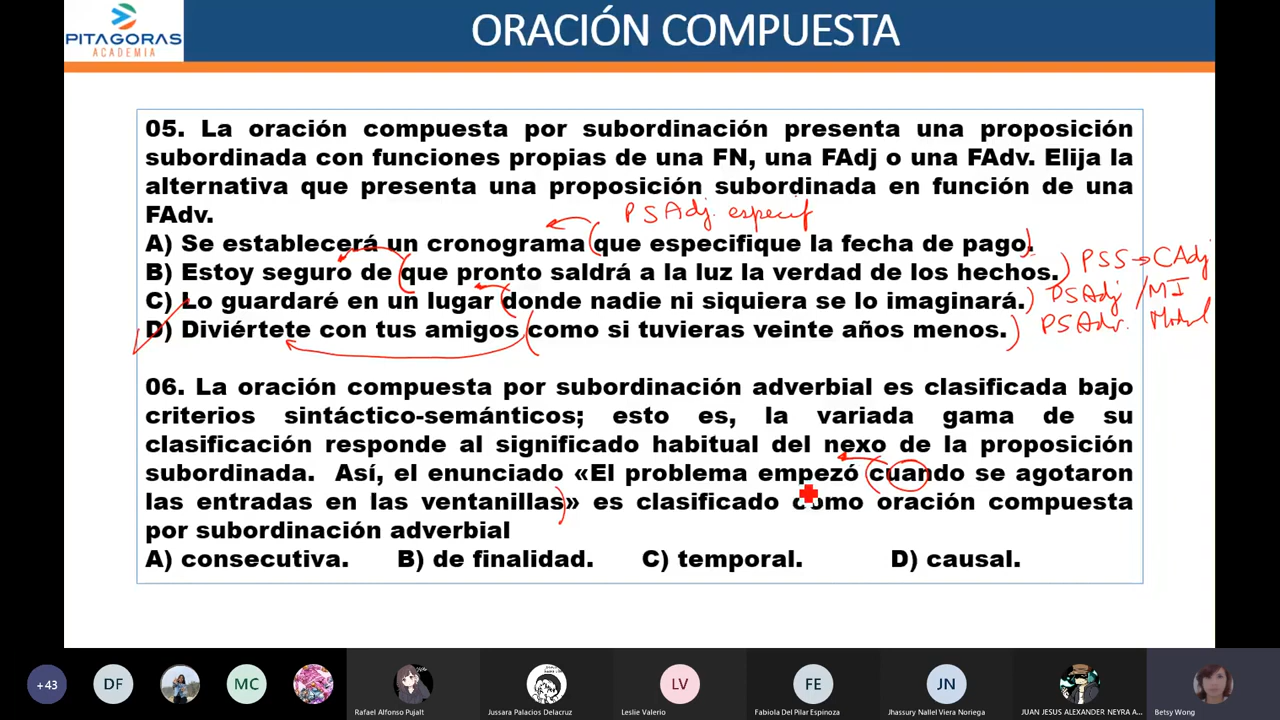 PITAGORAS
ACADEMIA
ORACIÓN COMPUESTA
05. La oración compuesta por subordinación presenta una proposición
subordinada con funciones propias de una FN, una FAdj o una FAdv. Elija la
alternativa que presenta una proposición subordinada en función de una
FAdv.
PSAdj. especif
A) Se establecerá un cronograma que especifique la fecha de pago.
B) Estoy seguro de que pronto saldrá a la luz la verdad de los hechos.
PSS → CAdj
C) Lo guardaré en un lugar donde nadie ni siquiera se lo imaginará.
PSAdj / MI
D) Diviértete con tus amigos como si tuvieras veinte años menos.
PSAdv. Modal
06. La oración compuesta por subordinación adverbial es clasificada bajo
criterios sintáctico-semánticos; esto es, la variada gama de su
clasificación responde al significado habitual del nexo de la proposición
subordinada. Así, el enunciado «El problema empezó cuando se agotaron
las entradas en las ventanillas» es clasificado como oración compuesta
por subordinación adverbial
A) consecutiva. B) de finalidad. C) temporal. D) causal.
+43 DF MC LV FE JN
Rafael Alfonso Pujalt Jussara Palacios Delacruz Leslie Valerio Fabiola Del Pilar Espinoza Jhassury Nallel Viera Noriega JUAN JESUS ALEXANDER NEYRA A... Betsy Wong